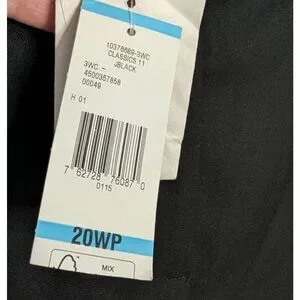 10378689-3WC
CLASSICS 11
3WC - JBLACK
4500357858
00049
H 01
7 62728 76087 0
0115
20WP
MIX